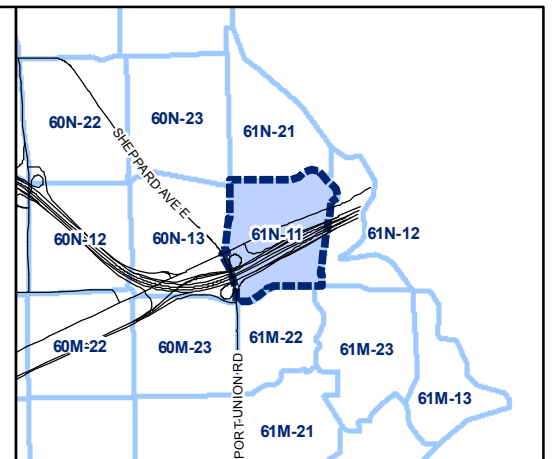 60N-22
60N-23
61N-21
SHEPPARD AVE E
60N-12
60N-13
61N-11
61N-12
60M-22
60M-23
61M-22
61M-23
61M-13
PORT UNION RD
61M-21